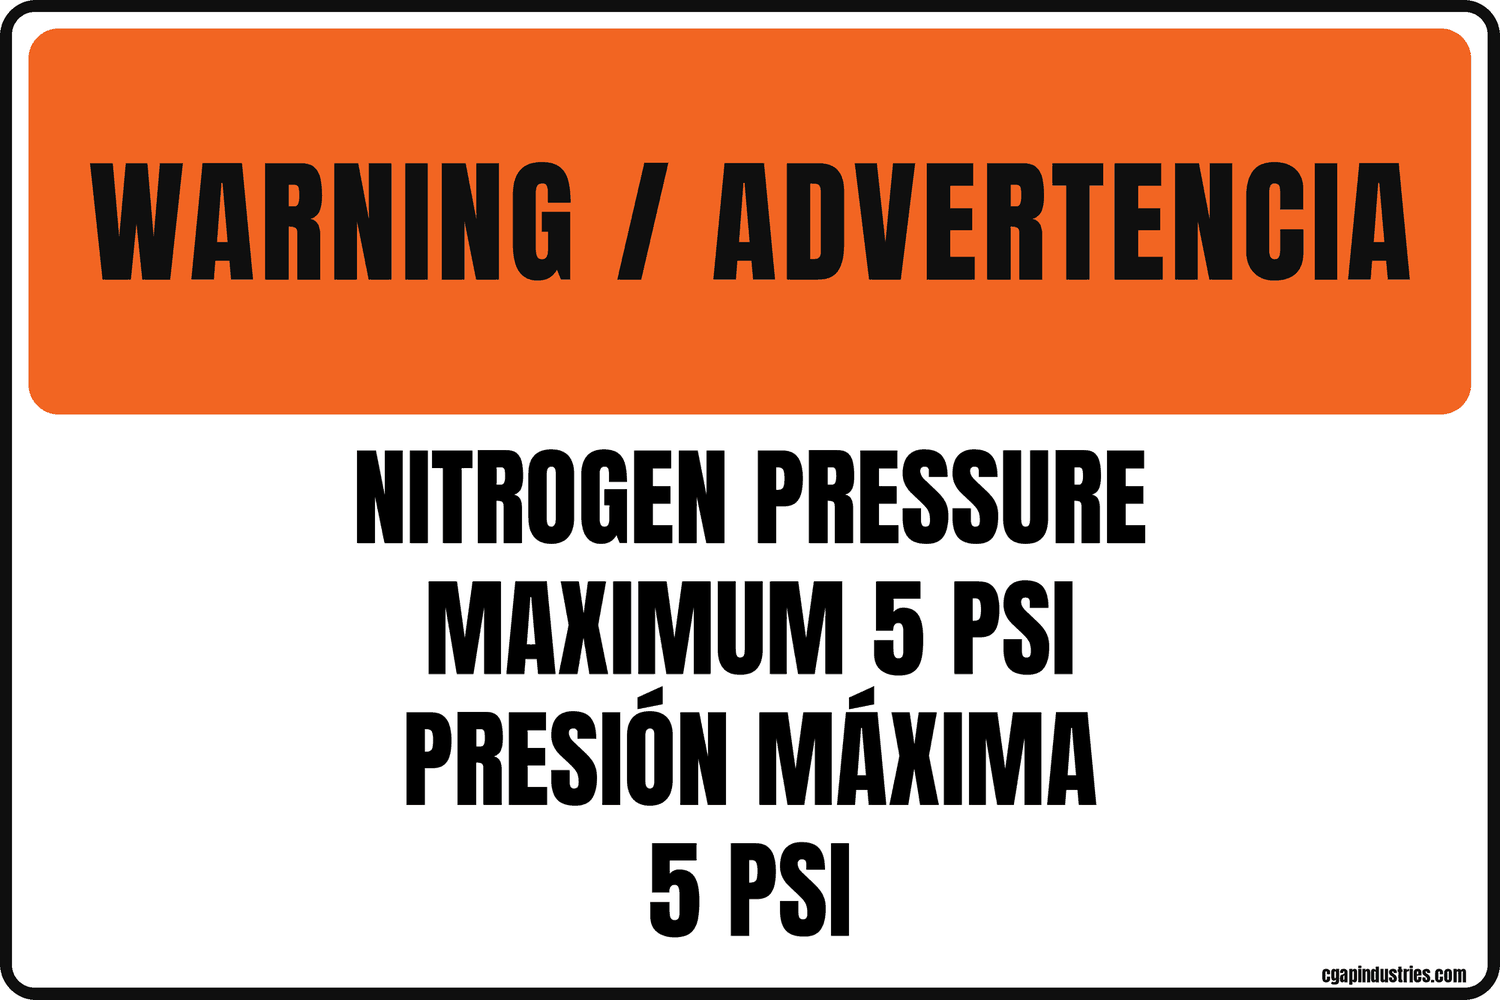 WARNING / ADVERTENCIA
NITROGEN PRESSURE
MAXIMUM 5 PSI
PRESIÓN MÁXIMA
5 PSI
cgapindustries.com